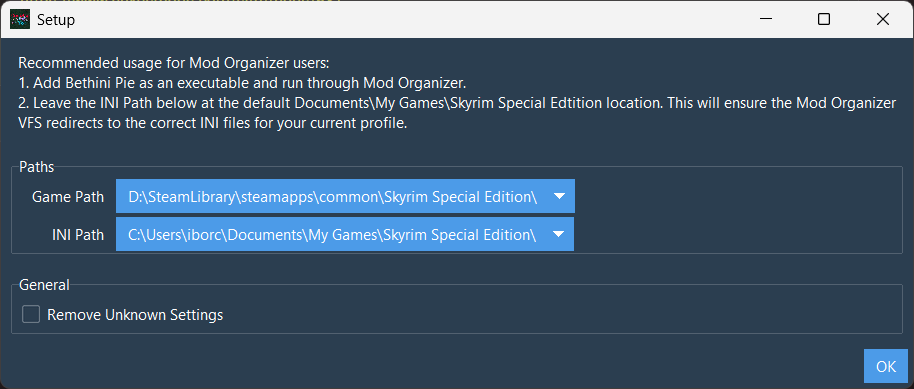 Setup
Recommended usage for Mod Organizer users:
1. Add Bethini Pie as an executable and run through Mod Organizer.
2. Leave the INI Path below at the default Documents\My Games\Skyrim Special Edtition location. This will ensure the Mod Organizer
VFS redirects to the correct INI files for your current profile.
Paths
Game Path D:\SteamLibrary\steamapps\common\Skyrim Special Edition\
INI Path C:\Users\iborc\Documents\My Games\Skyrim Special Edition\
General
Remove Unknown Settings
OK